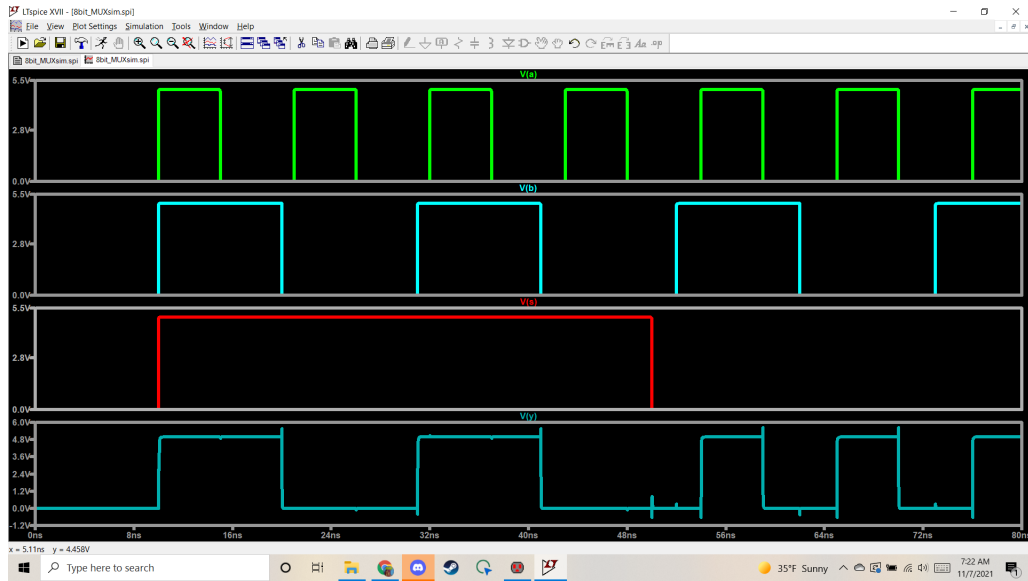 LTspice XVII - [8bit_MUXsim.spi]
File View Plot Settings Simulation Tools Window Help
8bit_MUXsim.spi 8bit_MUXsim.spi
V(a)
5.5V
2.8V
0.0V
V(b)
5.5V
2.8V
0.0V
V(s)
5.5V
2.8V
0.0V
V(y)
6.0V
4.8V
3.6V
2.4V
1.2V
0.0V
-1.2V
0ns 8ns 16ns 24ns 32ns 40ns 48ns 56ns 64ns 72ns 80ns
x = 5.11ns y = 4.458V
Type here to search
35°F Sunny
7:22 AM
11/7/2021